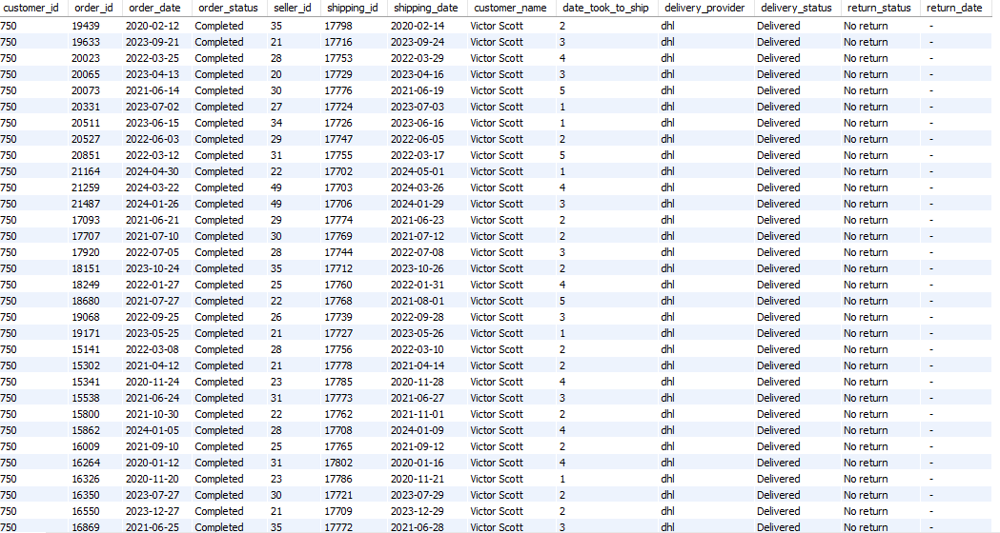 customer_id order_id order_date order_status seller_id shipping_id shipping_date customer_name date_took_to_ship delivery_provider delivery_status return_status return_date
750 19439 2020-02-12 Completed 35 17798 2020-02-14 Victor Scott 2 dhl Delivered No return -
750 19633 2023-09-21 Completed 21 17716 2023-09-24 Victor Scott 3 dhl Delivered No return -
750 20023 2022-03-25 Completed 28 17753 2022-03-29 Victor Scott 4 dhl Delivered No return -
750 20065 2023-04-13 Completed 20 17729 2023-04-16 Victor Scott 3 dhl Delivered No return -
750 20073 2021-06-14 Completed 30 17776 2021-06-19 Victor Scott 5 dhl Delivered No return -
750 20331 2023-07-02 Completed 27 17724 2023-07-03 Victor Scott 1 dhl Delivered No return -
750 20511 2023-06-15 Completed 34 17726 2023-06-16 Victor Scott 1 dhl Delivered No return -
750 20527 2022-06-03 Completed 29 17747 2022-06-05 Victor Scott 2 dhl Delivered No return -
750 20851 2022-03-12 Completed 31 17755 2022-03-17 Victor Scott 5 dhl Delivered No return -
750 21164 2024-04-30 Completed 22 17702 2024-05-01 Victor Scott 1 dhl Delivered No return -
750 21259 2024-03-22 Completed 49 17703 2024-03-26 Victor Scott 4 dhl Delivered No return -
750 21487 2024-01-26 Completed 49 17706 2024-01-29 Victor Scott 3 dhl Delivered No return -
750 17093 2021-06-21 Completed 29 17774 2021-06-23 Victor Scott 2 dhl Delivered No return -
750 17707 2021-07-10 Completed 30 17769 2021-07-12 Victor Scott 2 dhl Delivered No return -
750 17920 2022-07-05 Completed 28 17744 2022-07-08 Victor Scott 3 dhl Delivered No return -
750 18151 2023-10-24 Completed 35 17712 2023-10-26 Victor Scott 2 dhl Delivered No return -
750 18249 2022-01-27 Completed 25 17760 2022-01-31 Victor Scott 4 dhl Delivered No return -
750 18680 2021-07-27 Completed 22 17768 2021-08-01 Victor Scott 5 dhl Delivered No return -
750 19068 2022-09-25 Completed 26 17739 2022-09-28 Victor Scott 3 dhl Delivered No return -
750 19171 2023-05-25 Completed 21 17727 2023-05-26 Victor Scott 1 dhl Delivered No return -
750 15141 2022-03-08 Completed 28 17756 2022-03-10 Victor Scott 2 dhl Delivered No return -
750 15302 2021-04-12 Completed 21 17778 2021-04-14 Victor Scott 2 dhl Delivered No return -
750 15341 2020-11-24 Completed 23 17785 2020-11-28 Victor Scott 4 dhl Delivered No return -
750 15538 2021-06-24 Completed 31 17773 2021-06-27 Victor Scott 3 dhl Delivered No return -
750 15800 2021-10-30 Completed 22 17762 2021-11-01 Victor Scott 2 dhl Delivered No return -
750 15862 2024-01-05 Completed 28 17708 2024-01-09 Victor Scott 4 dhl Delivered No return -
750 16009 2021-09-10 Completed 25 17765 2021-09-12 Victor Scott 2 dhl Delivered No return -
750 16264 2020-01-12 Completed 31 17802 2020-01-16 Victor Scott 4 dhl Delivered No return -
750 16326 2020-11-20 Completed 23 17786 2020-11-21 Victor Scott 1 dhl Delivered No return -
750 16350 2023-07-27 Completed 30 17721 2023-07-29 Victor Scott 2 dhl Delivered No return -
750 16550 2023-12-27 Completed 21 17709 2023-12-29 Victor Scott 2 dhl Delivered No return -
750 16869 2021-06-25 Completed 35 17772 2021-06-28 Victor Scott 3 dhl Delivered No return -